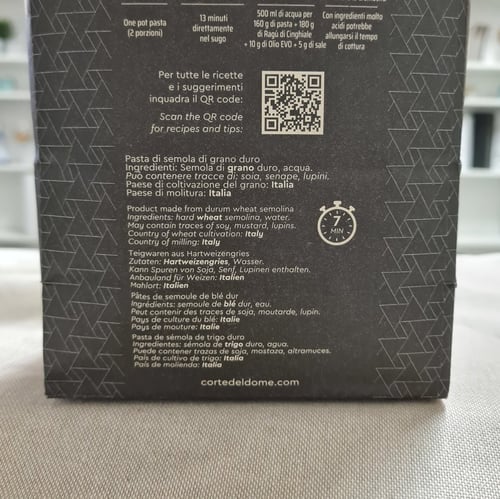 One pot pasta
(2 porzioni)
13 minuti
direttamente
nel sugo
500 ml di acqua per
160 g di pasta + 180 g
di Ragù di Cinghiale
+ 10 g di Olio EVO + 5 g di sale
Con ingredienti molto
acidi potrebbe
allungarsi il tempo
di cottura
Per tutte le ricette
e i suggerimenti
inquadra il QR code:
Scan the QR code
for recipes and tips:
Pasta di semola di grano duro
Ingredienti: Semola di grano duro, acqua.
Può contenere tracce di: soia, senape, lupini.
Paese di coltivazione del grano: Italia
Paese di molitura: Italia
Product made from durum wheat semolina
Ingredients: hard wheat semolina, water.
May contain traces of soy, mustard, lupins.
Country of wheat cultivation: Italy
Country of milling: Italy
7
MIN
Teigwaren aus Hartweizengries
Zutaten: Hartweizengries, Wasser.
Kann Spuren von Soja, Senf, Lupinen enthalten.
Anbauland für Weizen: Italien
Mahlort: Italien
Pâtes de semoule de blé dur
Ingrédients: semoule de blé dur, eau.
Peut contenir des traces de soja, moutarde, lupin.
Pays de culture du blé: Italie
Pays de mouture: Italie
Pasta de sémola de trigo duro
Ingredientes: sémola de trigo duro, agua.
Puede contener trazas de soja, mostaza, altramuces.
País de cultivo de trigo: Italia
País de molienda: Italia
cortedeldome.com